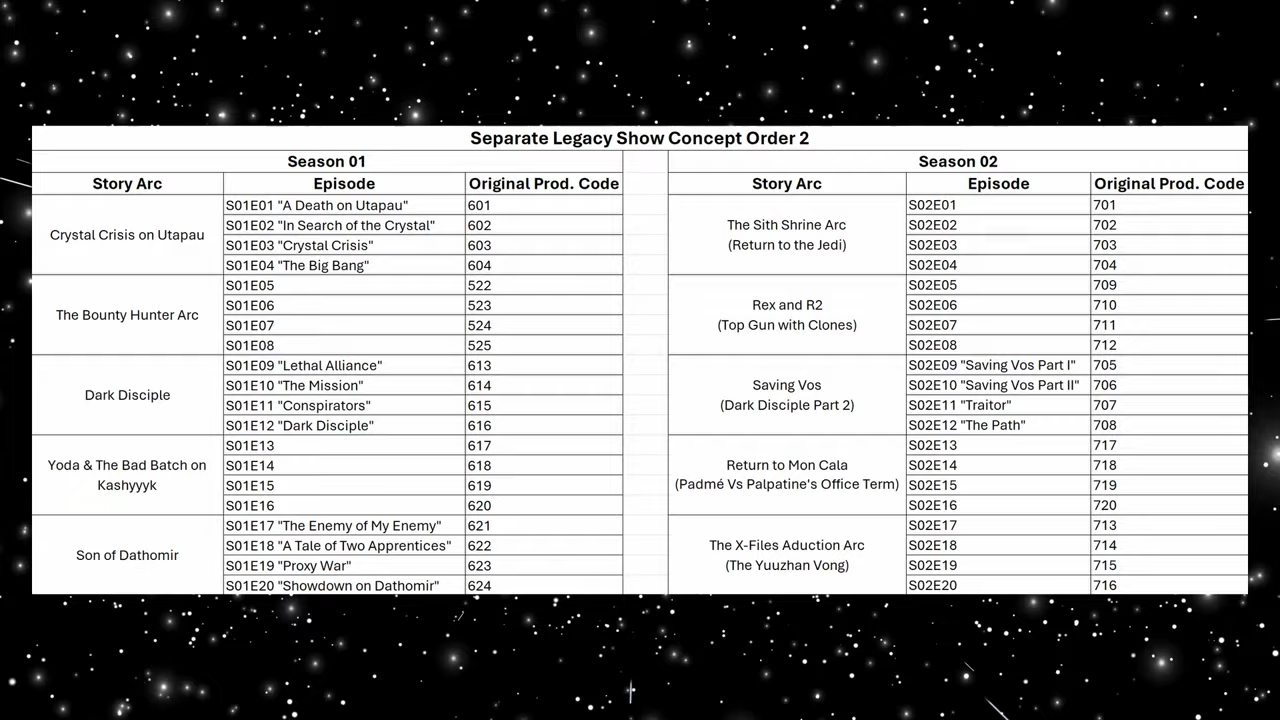 Separate Legacy Show Concept Order 2
Season 01
Story Arc Episode Original Prod. Code
Crystal Crisis on Utapau
S01E01 "A Death on Utapau" 601
S01E02 "In Search of the Crystal" 602
S01E03 "Crystal Crisis" 603
S01E04 "The Big Bang" 604
The Bounty Hunter Arc
S01E05 522
S01E06 523
S01E07 524
S01E08 525
Dark Disciple
S01E09 "Lethal Alliance" 613
S01E10 "The Mission" 614
S01E11 "Conspirators" 615
S01E12 "Dark Disciple" 616
Yoda & The Bad Batch on
Kashyyyk
S01E13 617
S01E14 618
S01E15 619
S01E16 620
Son of Dathomir
S01E17 "The Enemy of My Enemy" 621
S01E18 "A Tale of Two Apprentices" 622
S01E19 "Proxy War" 623
S01E20 "Showdown on Dathomir" 624
Season 02
Story Arc Episode Original Prod. Code
The Sith Shrine Arc
(Return to the Jedi)
S02E01 701
S02E02 702
S02E03 703
S02E04 704
Rex and R2
(Top Gun with Clones)
S02E05 709
S02E06 710
S02E07 711
S02E08 712
Saving Vos
(Dark Disciple Part 2)
S02E09 "Saving Vos Part I" 705
S02E10 "Saving Vos Part II" 706
S02E11 "Traitor" 707
S02E12 "The Path" 708
Return to Mon Cala
(Padmé Vs Palpatine's Office Term)
S02E13 717
S02E14 718
S02E15 719
S02E16 720
The X-Files Aduction Arc
(The Yuuzhan Vong)
S02E17 713
S02E18 714
S02E19 715
S02E20 716